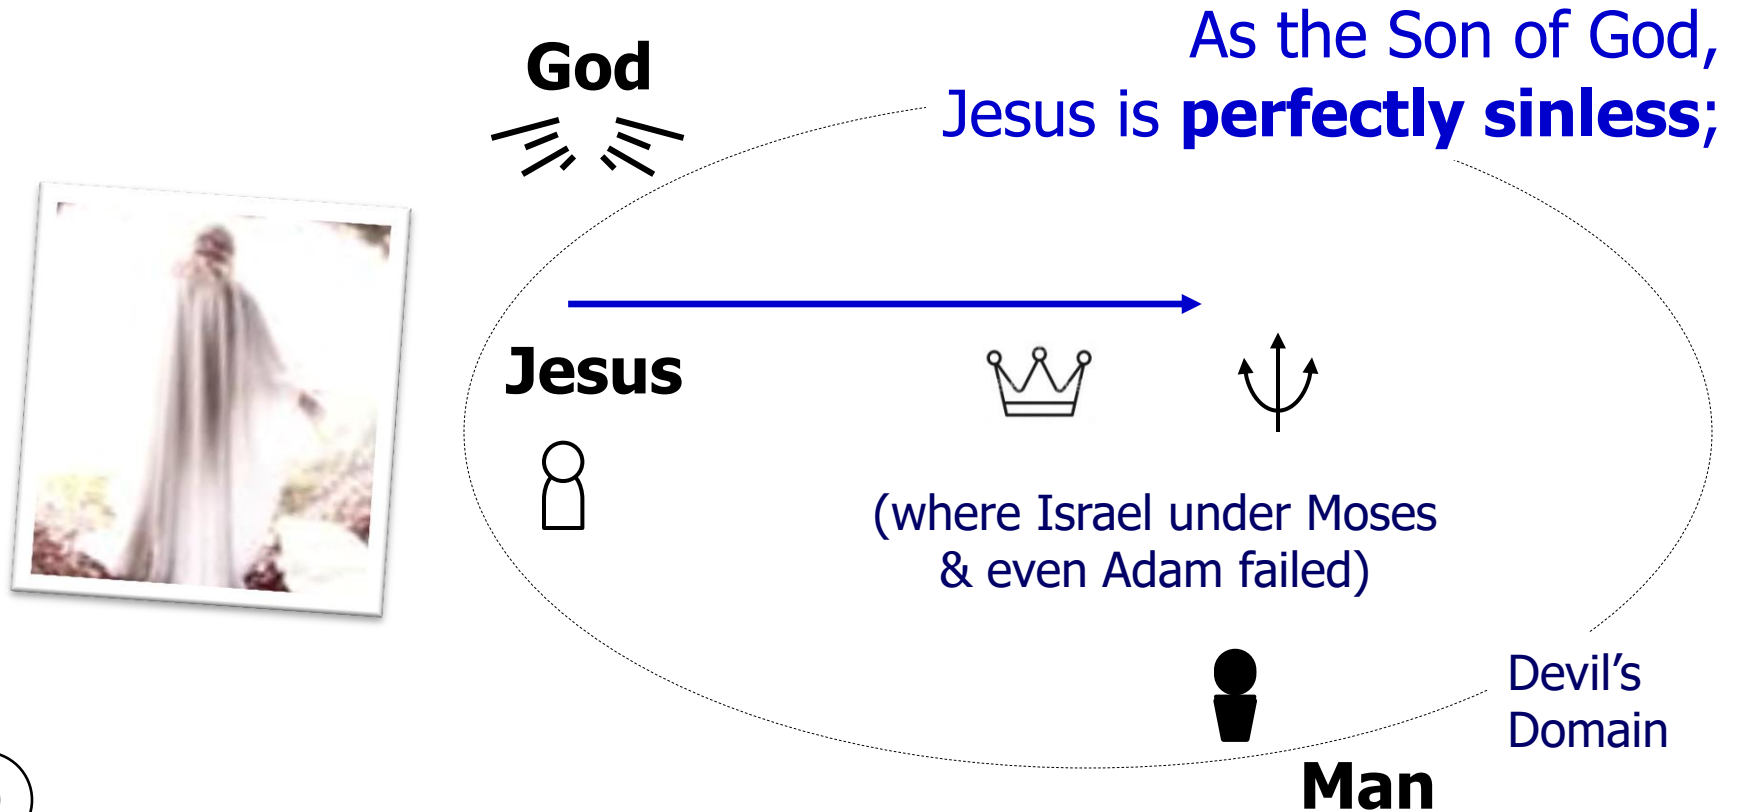 God
As the Son of God,
Jesus is perfectly sinless;
Jesus
(where Israel under Moses
& even Adam failed)
Devil’s
Domain
Man